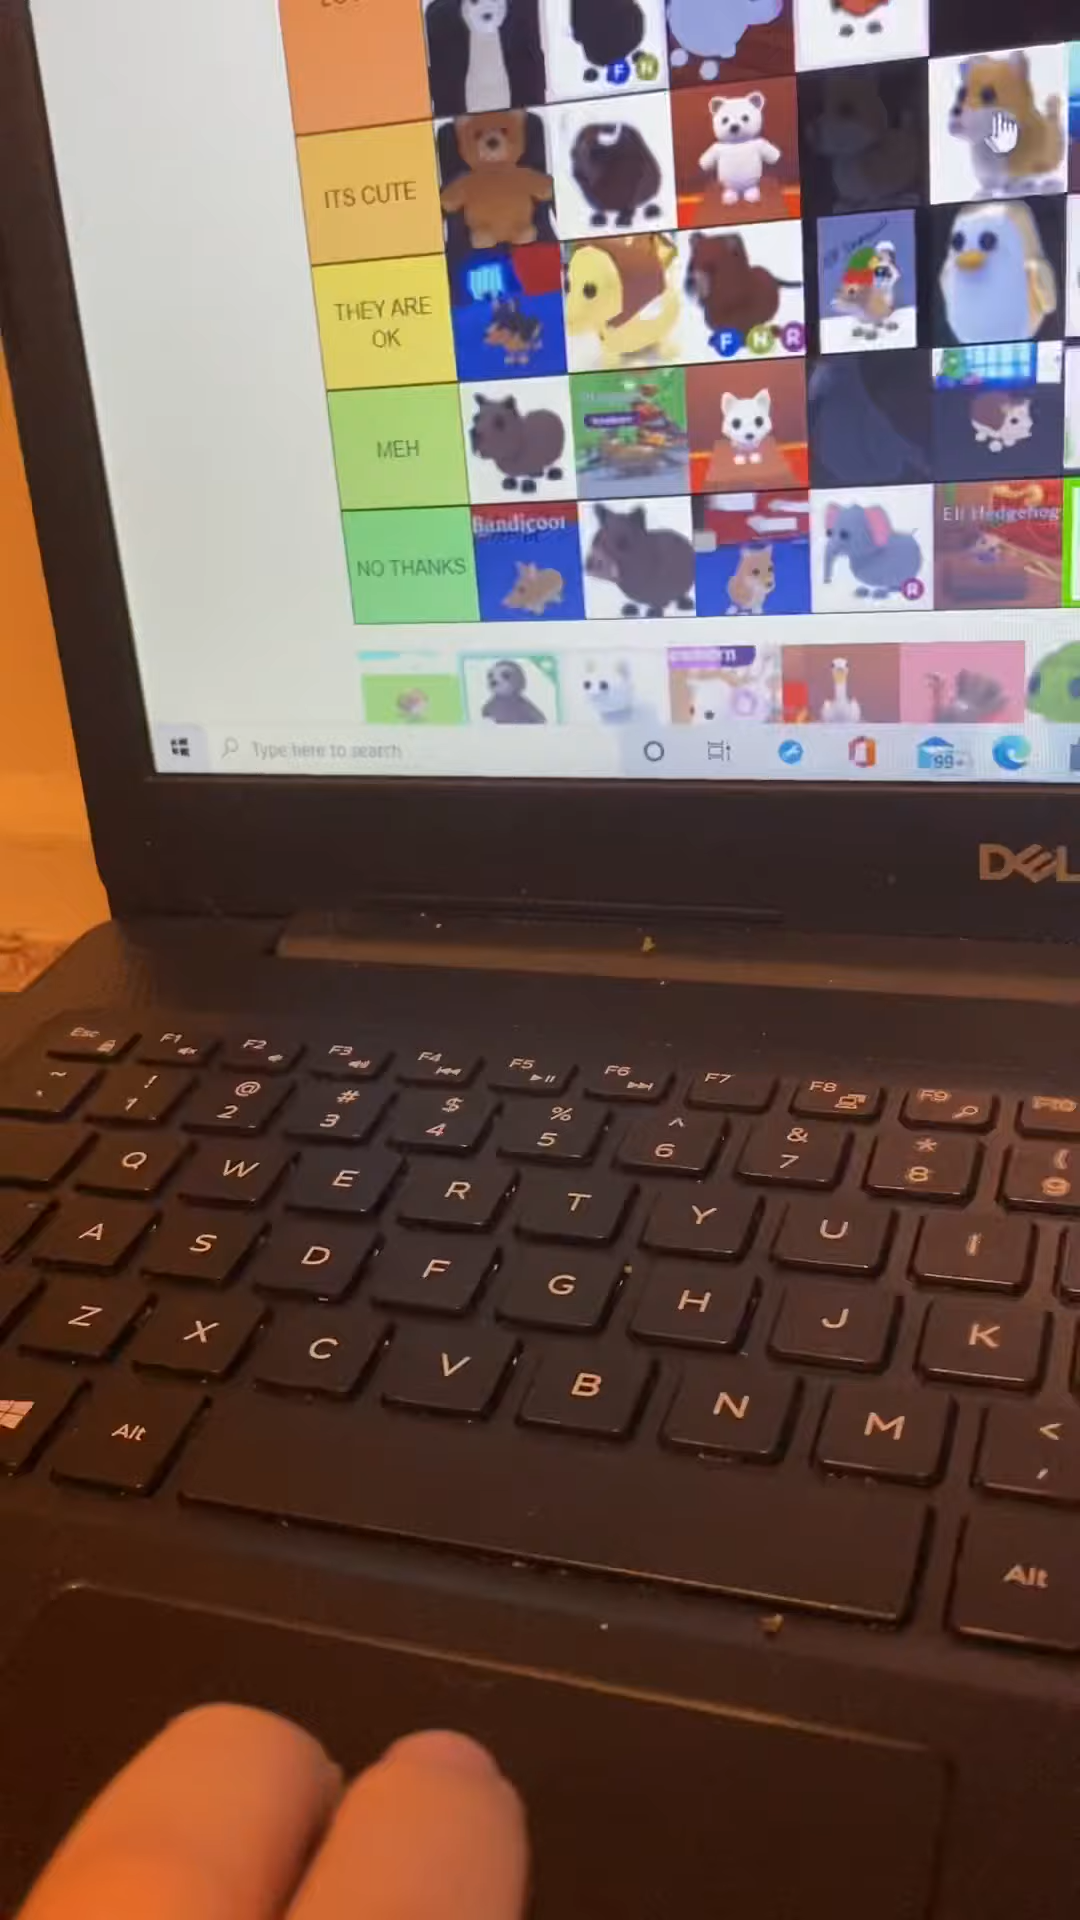 F N
ITS CUTE
THEY ARE
OK
F N R
MEH
NO THANKS
Bandicoot
R
Elf Hedgehog
Type here to search
99+
DELL
Esc F1 F2 F3 F4 F5 F6 F7 F8 F9 F10
~ ! @ # $ % ^ & * (
1 2 3 4 5 6 7 8 9
Q W E R T Y U I
A S D F G H J K
Z X C V B N M <
,
Alt Alt